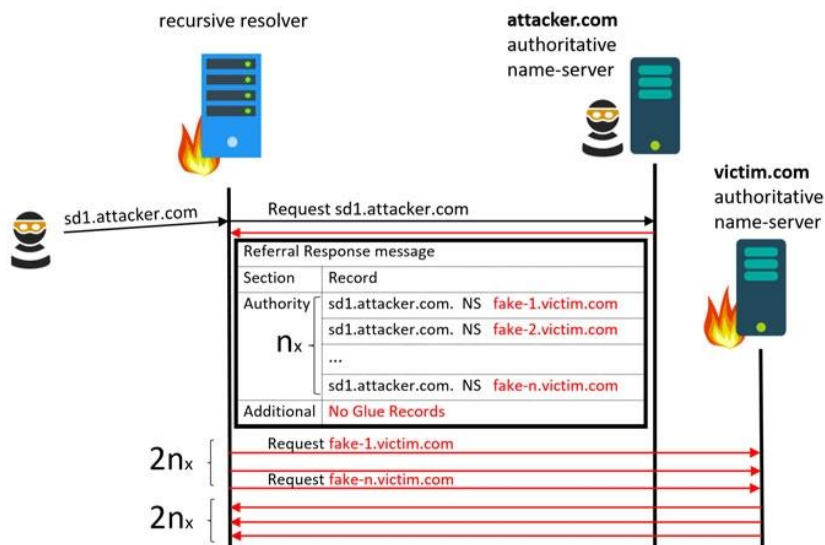 recursive resolver
attacker.com
authoritative
name-server
victim.com
authoritative
name-server
sd1.attacker.com
Request sd1.attacker.com
Referral Response message
Section Record
Authority sd1.attacker.com. NS fake-1.victim.com
sd1.attacker.com. NS fake-2.victim.com
nx
...
sd1.attacker.com. NS fake-n.victim.com
Additional No Glue Records
Request fake-1.victim.com
2nx
Request fake-n.victim.com
2nx